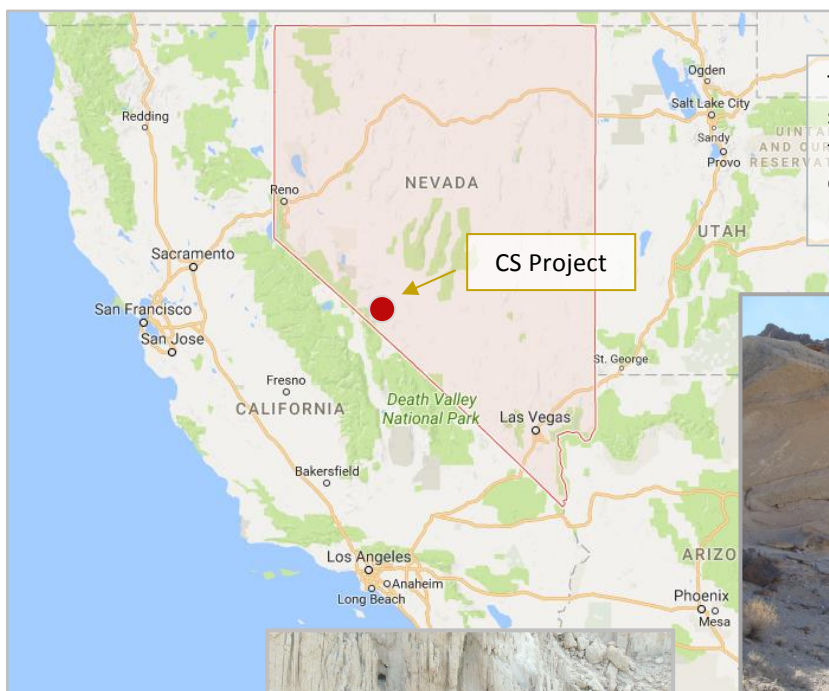 Ogden
Redding
Salt Lake City
Sandy
UINTA
AND OUR
RESERVAT
Provo
NEVADA
Reno
UTAH
Sacramento
CS Project
San Francisco
San Jose
St. George
Fresno
Death Valley
National Park
CALIFORNIA
Las Vegas
Bakersfield
Los Angeles
ARIZO
Anaheim
Long Beach
Phoenix
Mesa